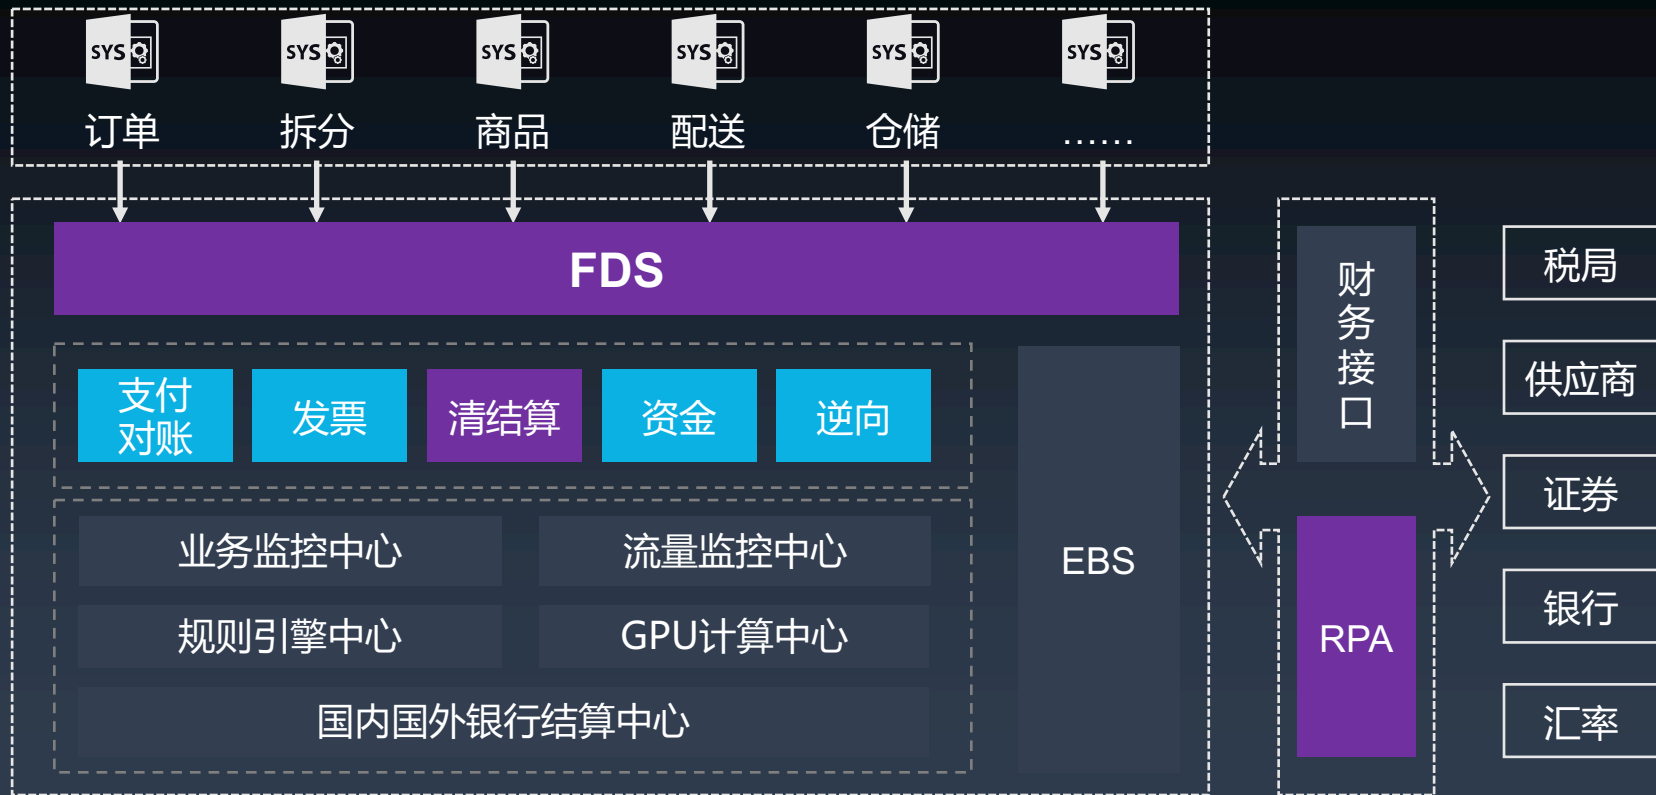 SYS
SYS
SYS
SYS
SYS
SYS
订单
拆分
商品
配送
仓储
……
FDS
支付
对账
发票
清结算
资金
逆向
业务监控中心
流量监控中心
规则引擎中心
GPU计算中心
国内国外银行结算中心
EBS
财
务
接
口
RPA
税局
供应商
证券
银行
汇率